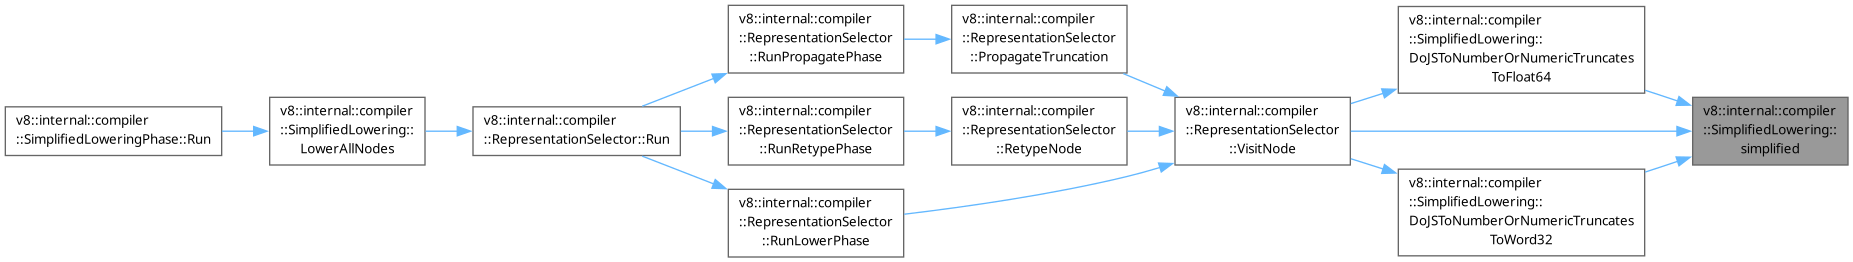 v8::internal::compiler
::SimplifiedLoweringPhase::Run
v8::internal::compiler
::SimplifiedLowering::
LowerAllNodes
v8::internal::compiler
::RepresentationSelector::Run
v8::internal::compiler
::RepresentationSelector
::RunPropagatePhase
v8::internal::compiler
::RepresentationSelector
::RunRetypePhase
v8::internal::compiler
::RepresentationSelector
::RunLowerPhase
v8::internal::compiler
::RepresentationSelector
::PropagateTruncation
v8::internal::compiler
::RepresentationSelector
::RetypeNode
v8::internal::compiler
::RepresentationSelector
::VisitNode
v8::internal::compiler
::SimplifiedLowering::
DoJSToNumberOrNumericTruncates
ToFloat64
v8::internal::compiler
::SimplifiedLowering::
DoJSToNumberOrNumericTruncates
ToWord32
v8::internal::compiler
::SimplifiedLowering::
simplified